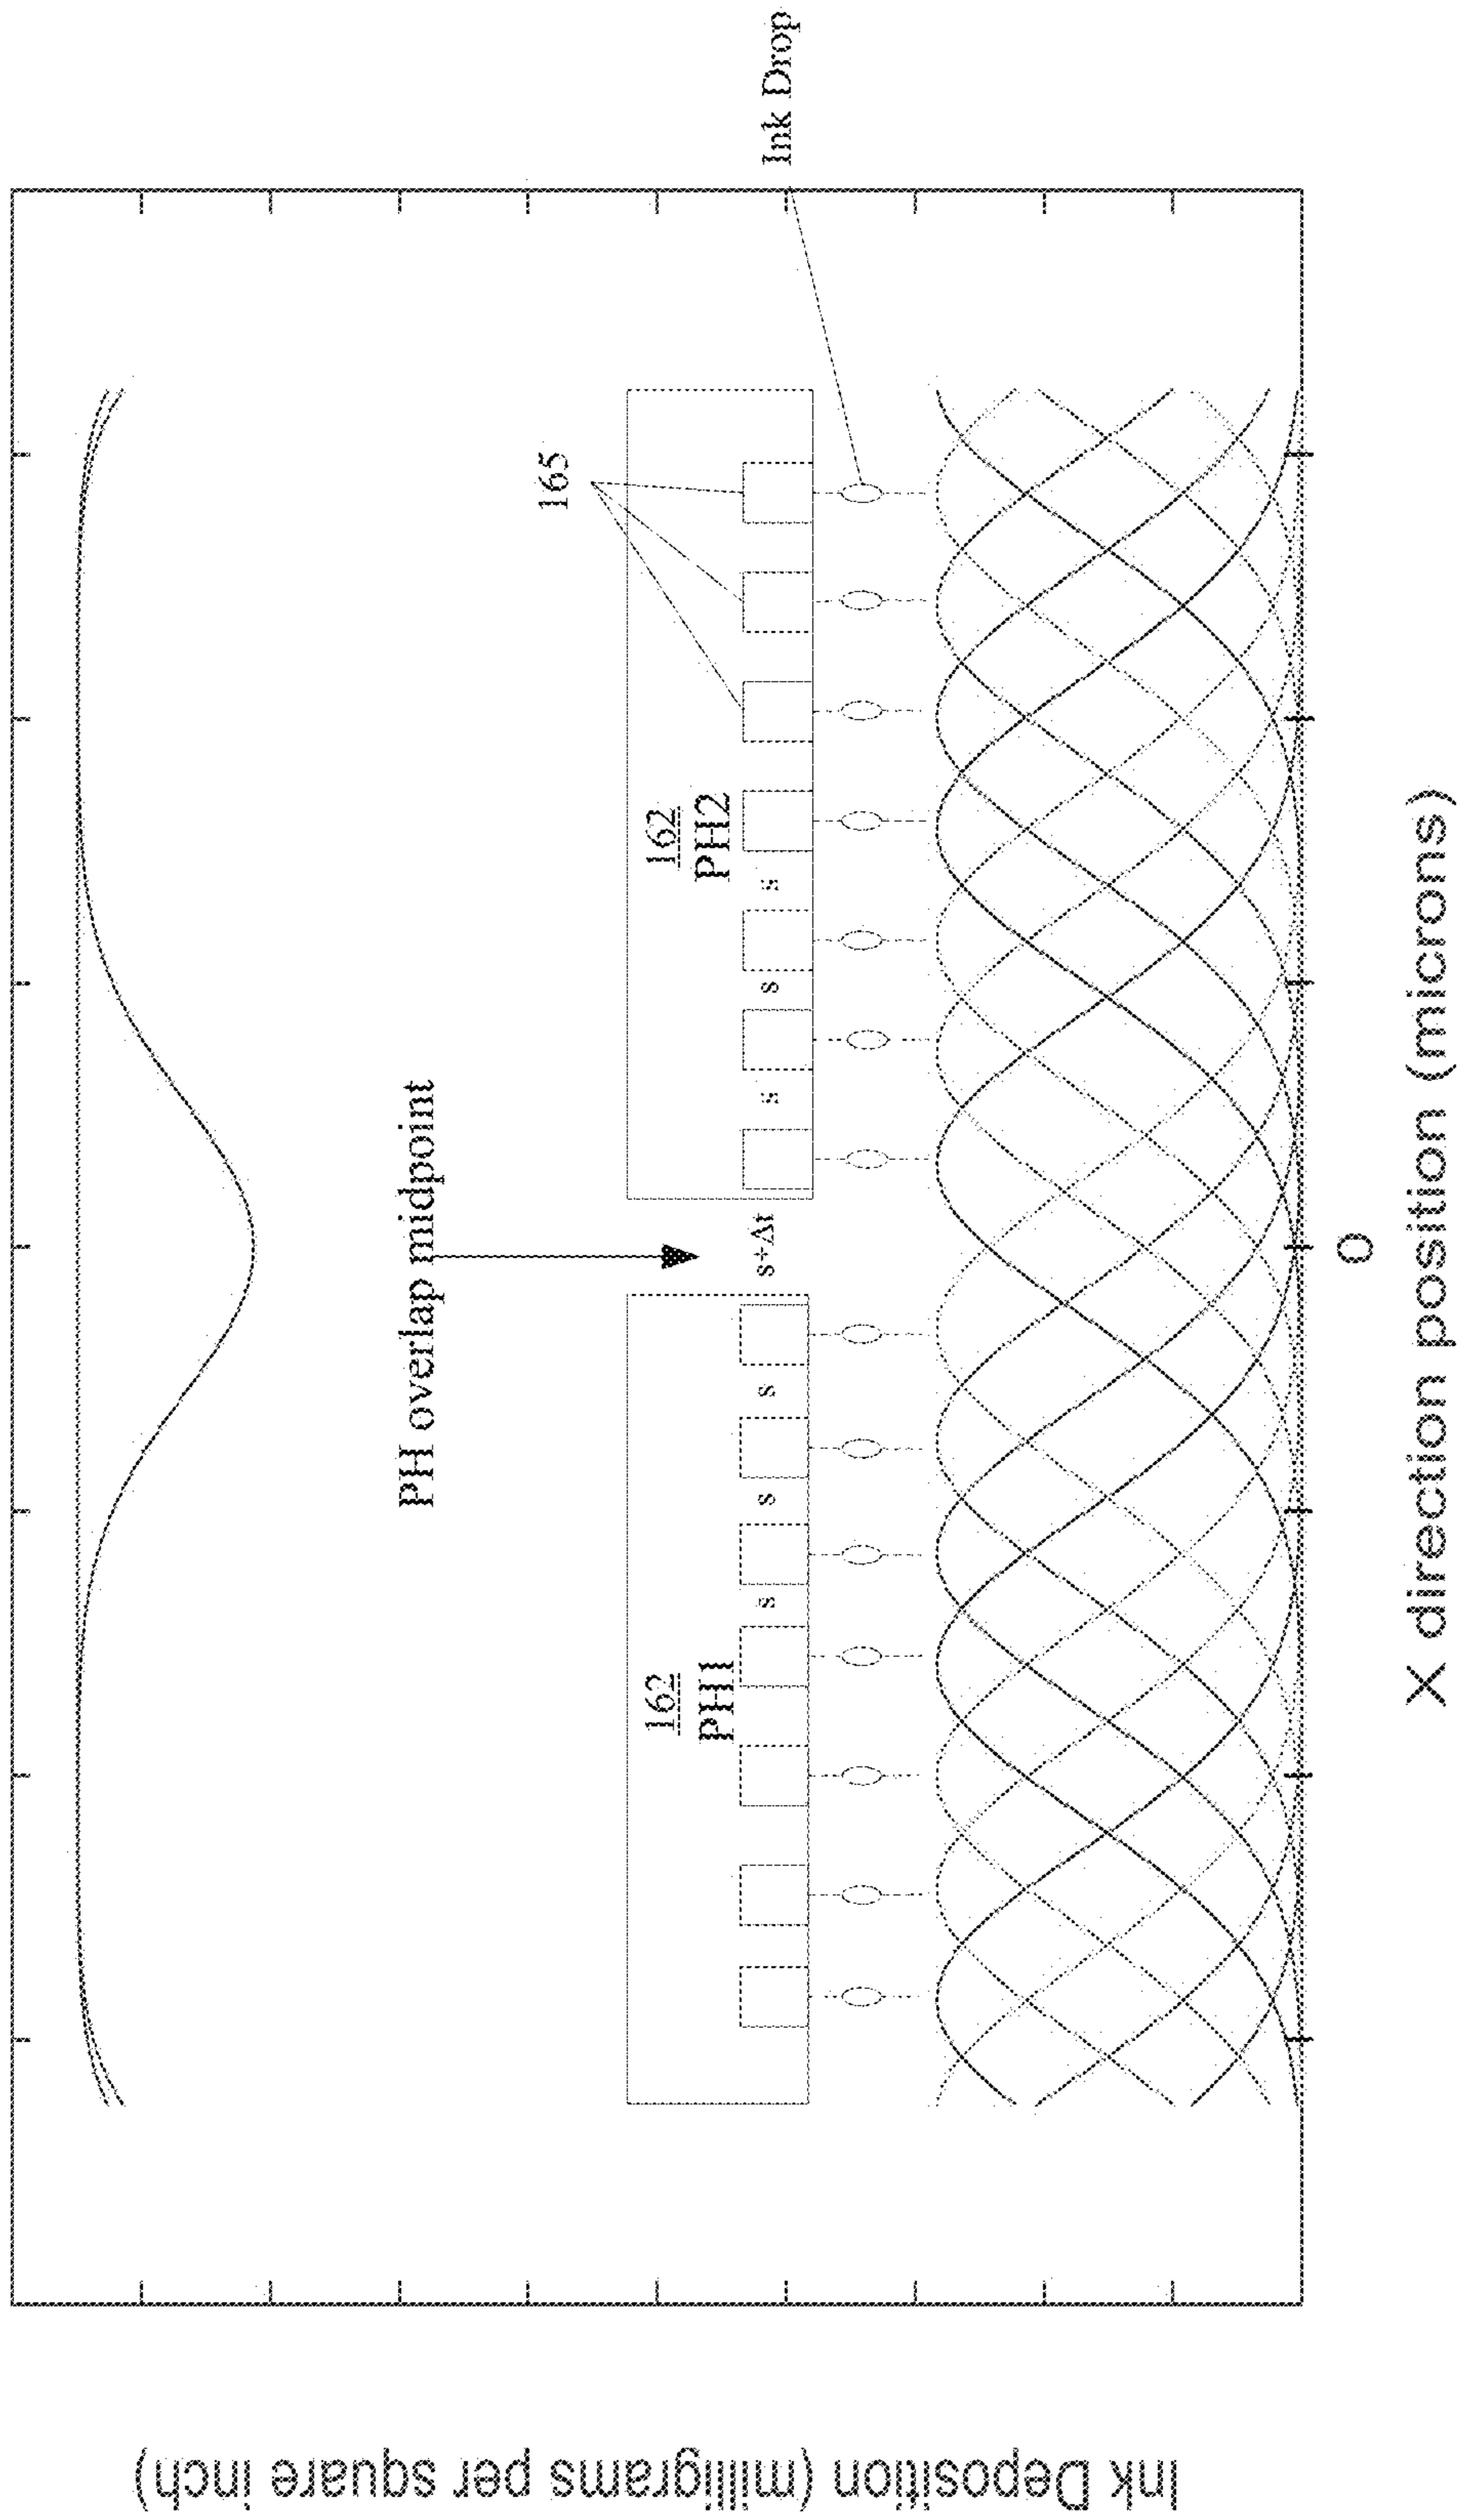 Ink Deposition (milligrams per square inch)
PH overlap midpoint
165
Ink Drop
162
PH1
162
PH2
s
s
s
s+Δr
s
s
s
0
X direction position (microns)